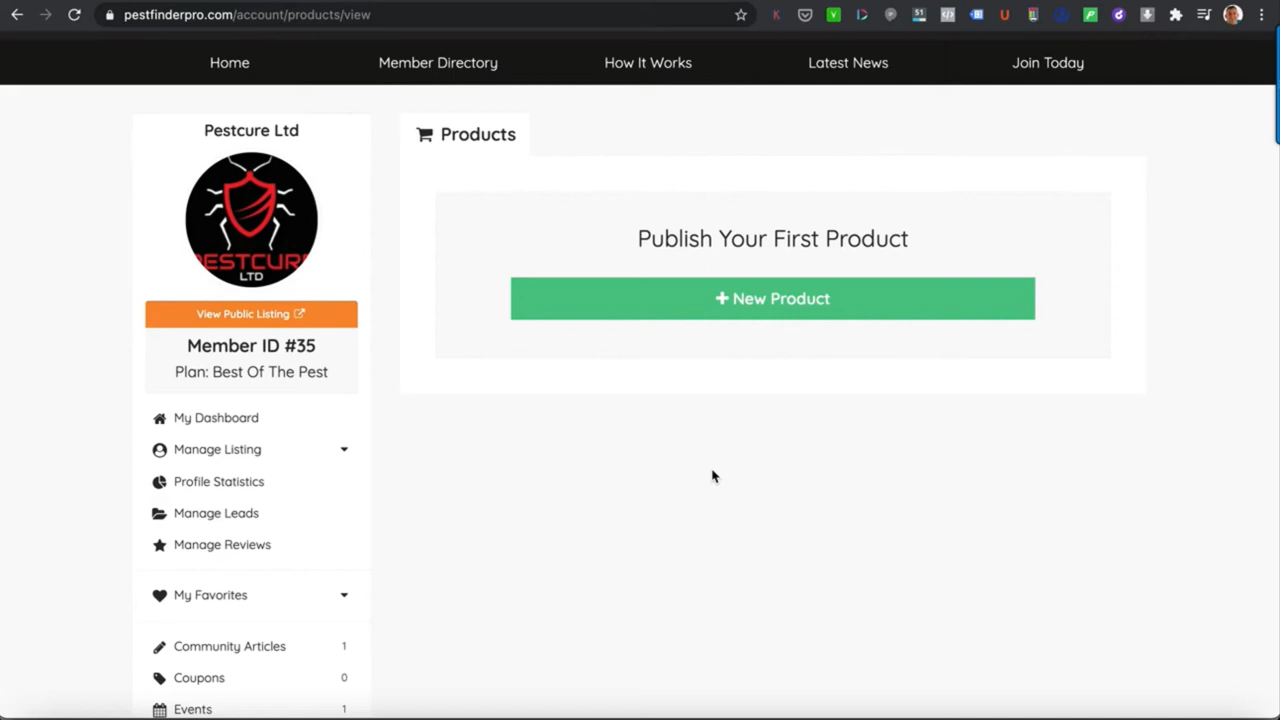 pestfinderpro.com/account/products/view
51
Home
Member Directory
How It Works
Latest News
Join Today
Pestcure Ltd
PESTCURE
LTD
View Public Listing
Member ID #35
Plan: Best Of The Pest
My Dashboard
Manage Listing
Profile Statistics
Manage Leads
Manage Reviews
My Favorites
Community Articles 1
Coupons 0
Events 1
Products
Publish Your First Product
+ New Product